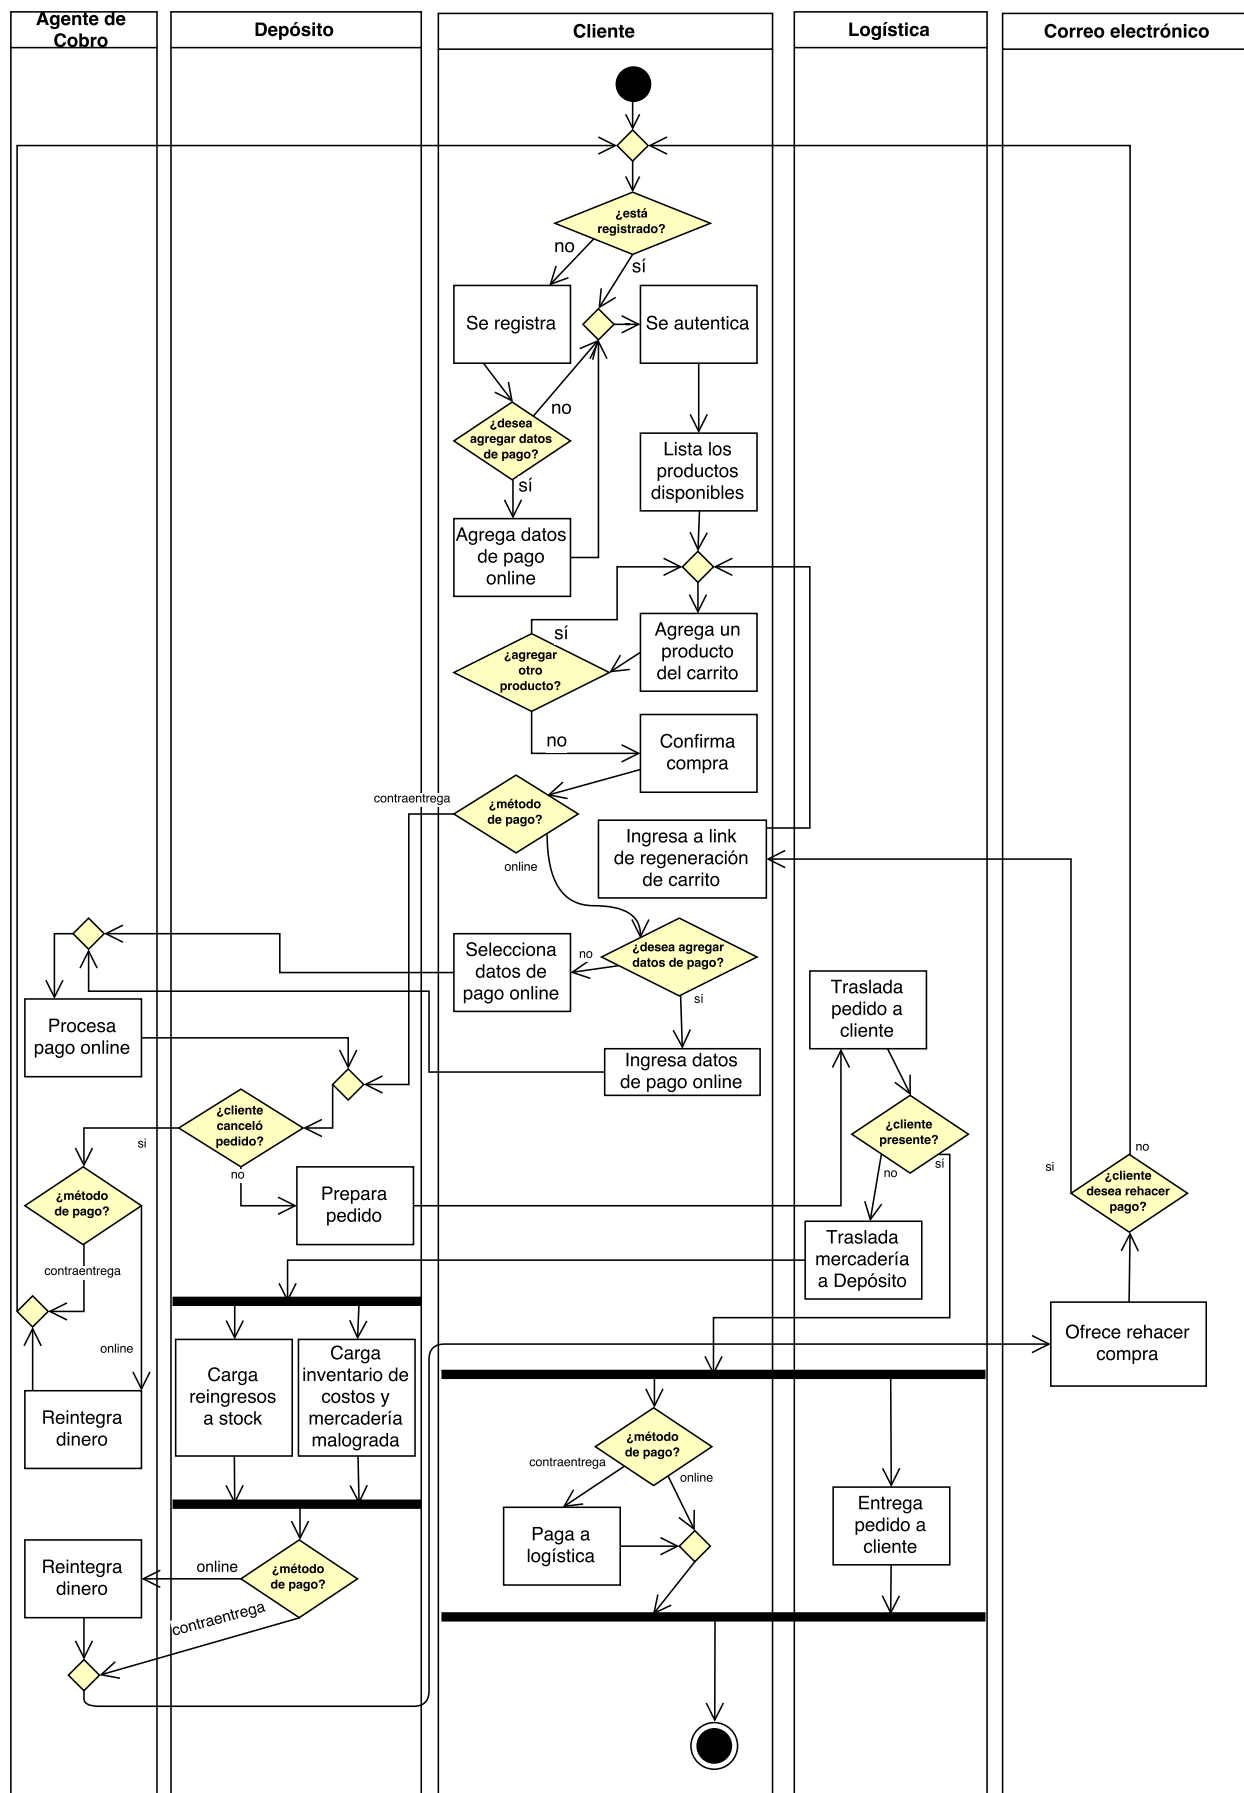 Agente de
Cobro
Depósito
Cliente
Logística
Correo electrónico
¿está
registrado?
no
sí
Se registra
Se autentica
¿desea
agregar datos
de pago?
no
sí
Lista los
productos
disponibles
Agrega datos
de pago
online
sí
Agrega un
producto
del carrito
¿agregar
otro
producto?
no
Confirma
compra
contraentrega
¿método
de pago?
online
Ingresa a link
de regeneración
de carrito
Selecciona
datos de
pago online
no
¿desea agregar
datos de pago?
sí
Traslada
pedido a
cliente
Procesa
pago online
Ingresa datos
de pago online
¿cliente
canceló
pedido?
si
no
¿cliente
presente?
no
sí
si
no
¿cliente
desea rehacer
pago?
¿método
de pago?
Prepara
pedido
contraentrega
Traslada
mercadería
a Depósito
online
Carga
reingresos
a stock
Carga
inventario de
costos y
mercadería
malograda
Ofrece rehacer
compra
Reintegra
dinero
¿método
de pago?
contraentrega
online
Paga a
logística
Entrega
pedido a
cliente
Reintegra
dinero
online
¿método
de pago?
contraentrega